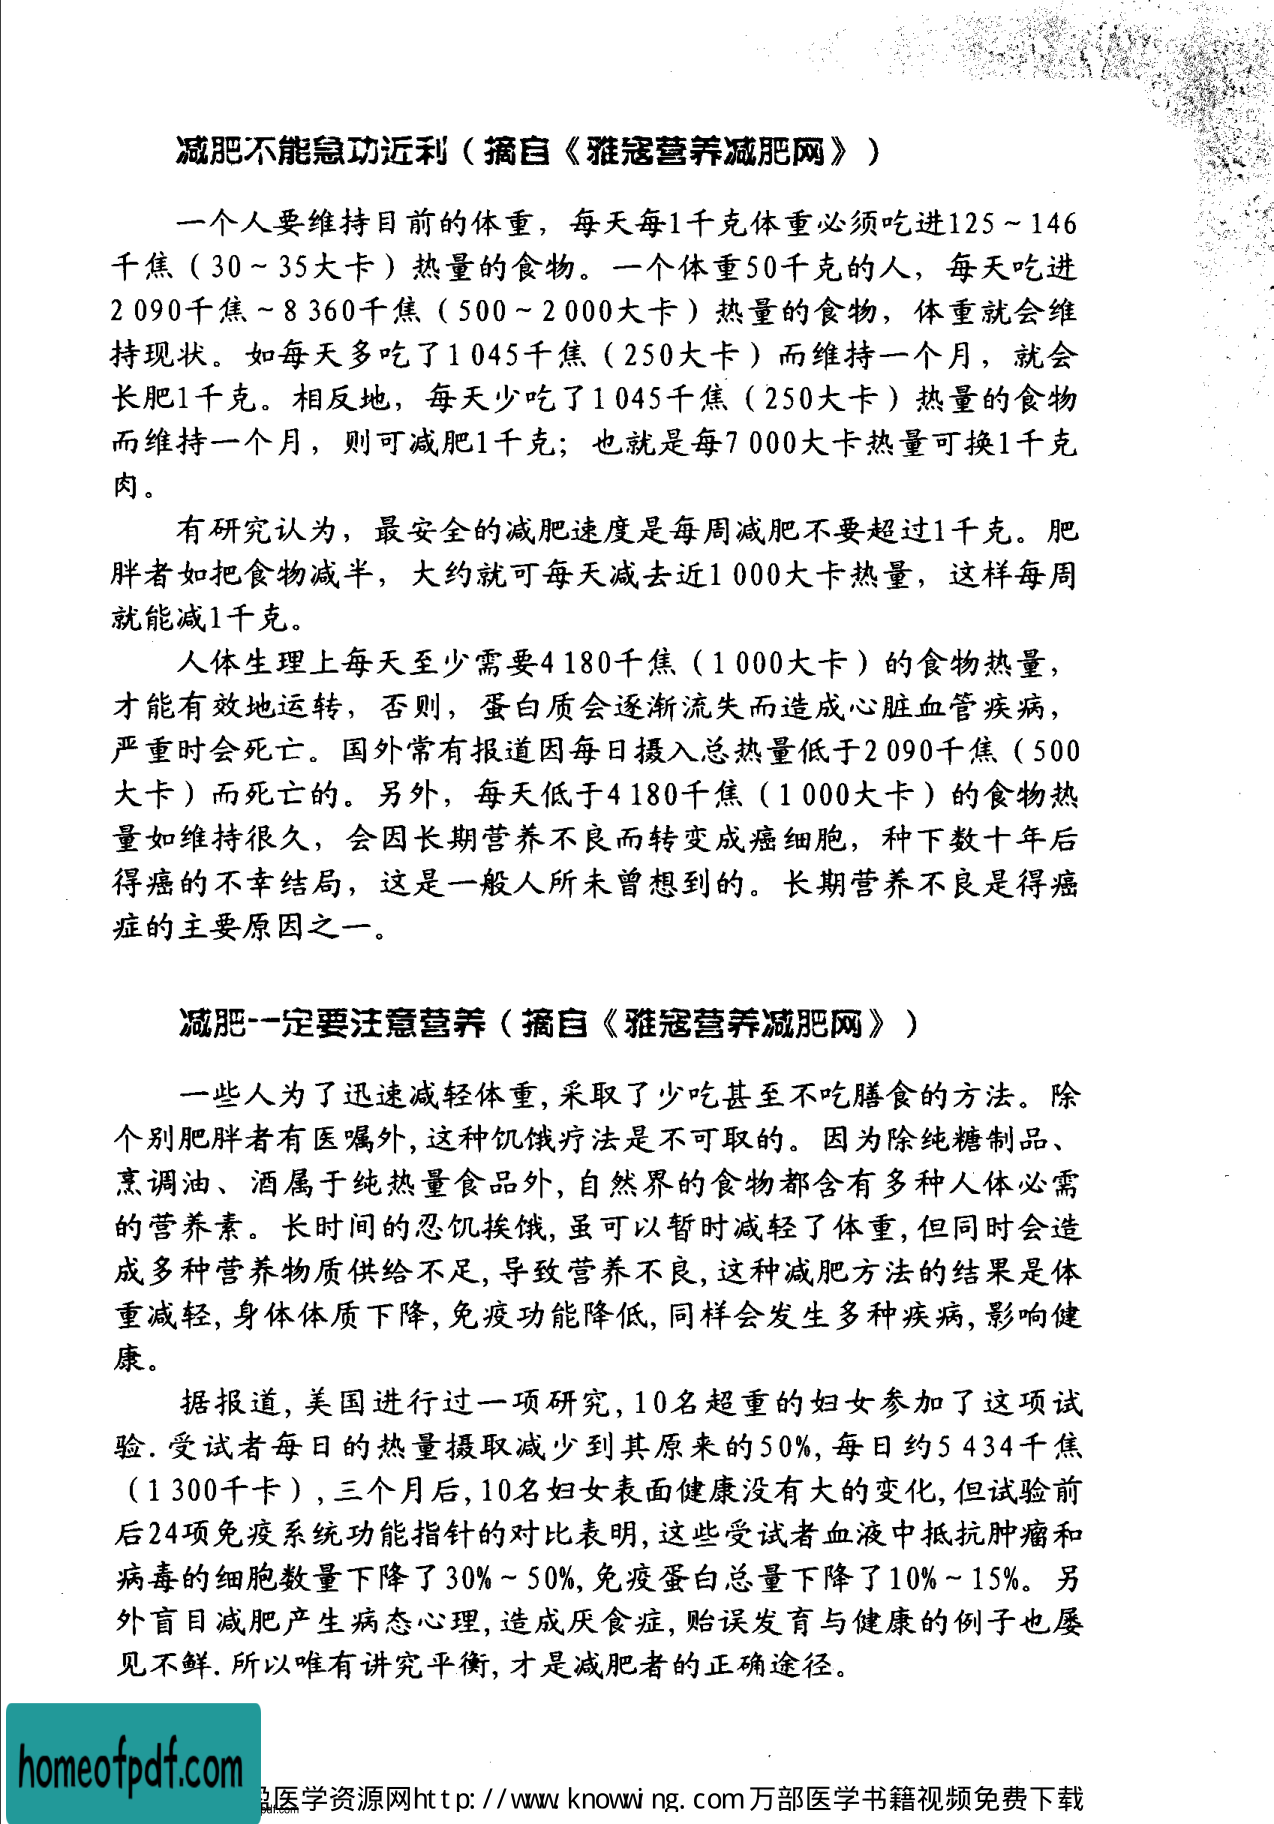 减肥不能急功近利（摘自《雅寇营养减肥网》）
一个人要维持目前的体重，每天每1千克体重必须吃进125～146
千焦（30～35大卡）热量的食物。一个体重50千克的人，每天吃进
2 090千焦～8 360千焦（500～2 000大卡）热量的食物，体重就会维
持现状。如每天多吃了1 045千焦（250大卡）而维持一个月，就会
长肥1千克。相反地，每天少吃了1 045千焦（250大卡）热量的食物
而维持一个月，则可减肥1千克；也就是每7 000大卡热量可换1千克
肉。
有研究认为，最安全的减肥速度是每周减肥不要超过1千克。肥
胖者如把食物减半，大约就可每天减去近1 000大卡热量，这样每周
就能减1千克。
人体生理上每天至少需要4 180千焦（1 000大卡）的食物热量，
才能有效地运转，否则，蛋白质会逐渐流失而造成心脏血管疾病，
严重时会死亡。国外常有报道因每日摄入总热量低于2 090千焦（500
大卡）而死亡的。另外，每天低于4 180千焦（1 000大卡）的食物热
量如维持很久，会因长期营养不良而转变成癌细胞，种下数十年后
得癌的不幸结局，这是一般人所未曾想到的。长期营养不良是得癌
症的主要原因之一。
减肥一定要注意营养（摘自《雅寇营养减肥网》）
一些人为了迅速减轻体重,采取了少吃甚至不吃膳食的方法。除
个别肥胖者有医嘱外,这种饥饿疗法是不可取的。因为除纯糖制品、
烹调油、酒属于纯热量食品外,自然界的食物都含有多种人体必需
的营养素。长时间的忍饥挨饿,虽可以暂时减轻了体重,但同时会造
成多种营养物质供给不足,导致营养不良,这种减肥方法的结果是体
重减轻,身体体质下降,免疫功能降低,同样会发生多种疾病,影响健
康。
据报道,美国进行过一项研究,10名超重的妇女参加了这项试
验.受试者每日的热量摄取减少到其原来的50%,每日约5 434千焦
（1 300千卡）,三个月后,10名妇女表面健康没有大的变化,但试验前
后24项免疫系统功能指针的对比表明,这些受试者血液中抵抗肿瘤和
病毒的细胞数量下降了30%～50%,免疫蛋白总量下降了10%～15%。另
外盲目减肥产生病态心理,造成厌食症,贻误发育与健康的例子也屡
见不鲜.所以唯有讲究平衡,才是减肥者的正确途径。
homeofpdf.com
医学资源网http://www.knowwing.com万部医学书籍视频免费下载